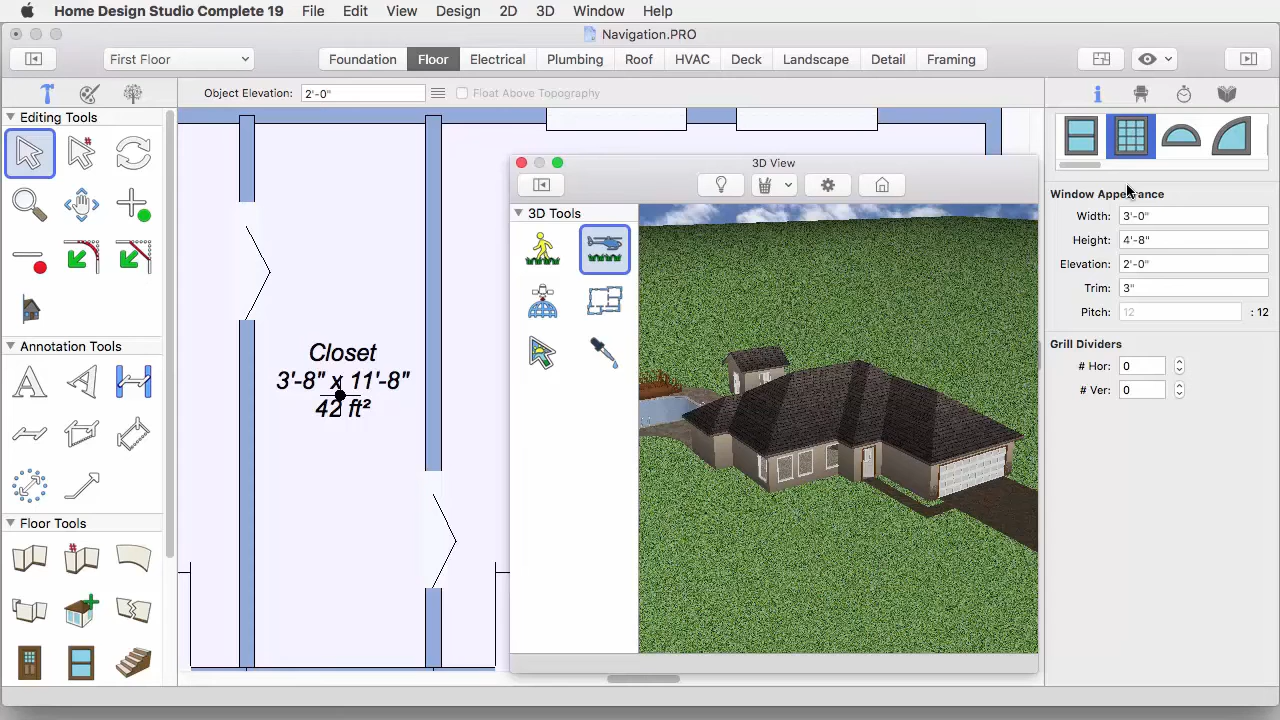 Home Design Studio Complete 19 File Edit View Design 2D 3D Window Help
Navigation.PRO
First Floor Foundation Floor Electrical Plumbing Roof HVAC Deck Landscape Detail Framing
Object Elevation: 2'-0" Float Above Topography
Editing Tools
Annotation Tools
Floor Tools
Closet
3'-8" x 11'-8"
42 ft²
3D View
3D Tools
Window Appearance
Width: 3'-0"
Height: 4'-8"
Elevation: 2'-0"
Trim: 3"
Pitch: 12 : 12
Grill Dividers
# Hor: 0
# Ver: 0